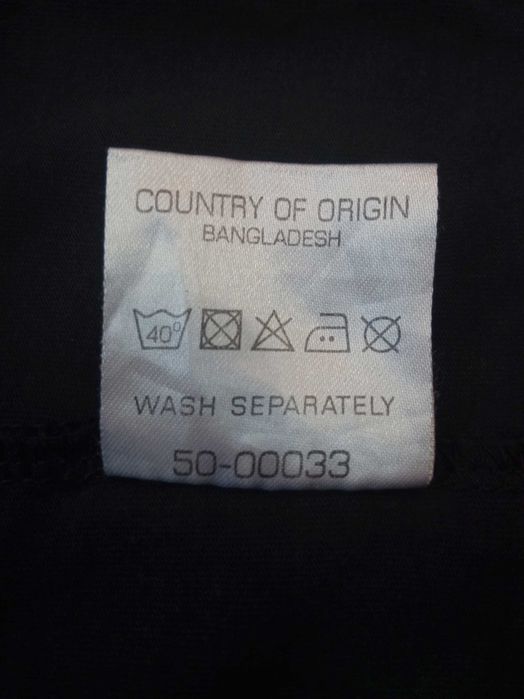 COUNTRY OF ORIGIN
BANGLADESH
40°
WASH SEPARATELY
50-00033